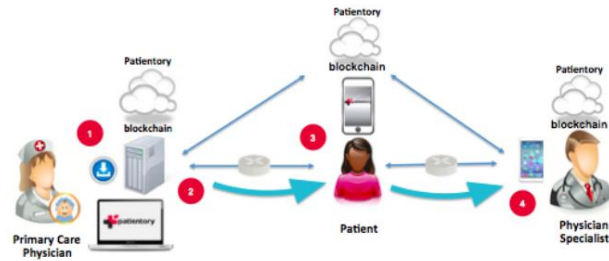 Patientory
blockchain
1
2
patientory
Primary Care
Physician
Patientory
blockchain
3
Patient
Patientory
blockchain
4
Physician
Specialist